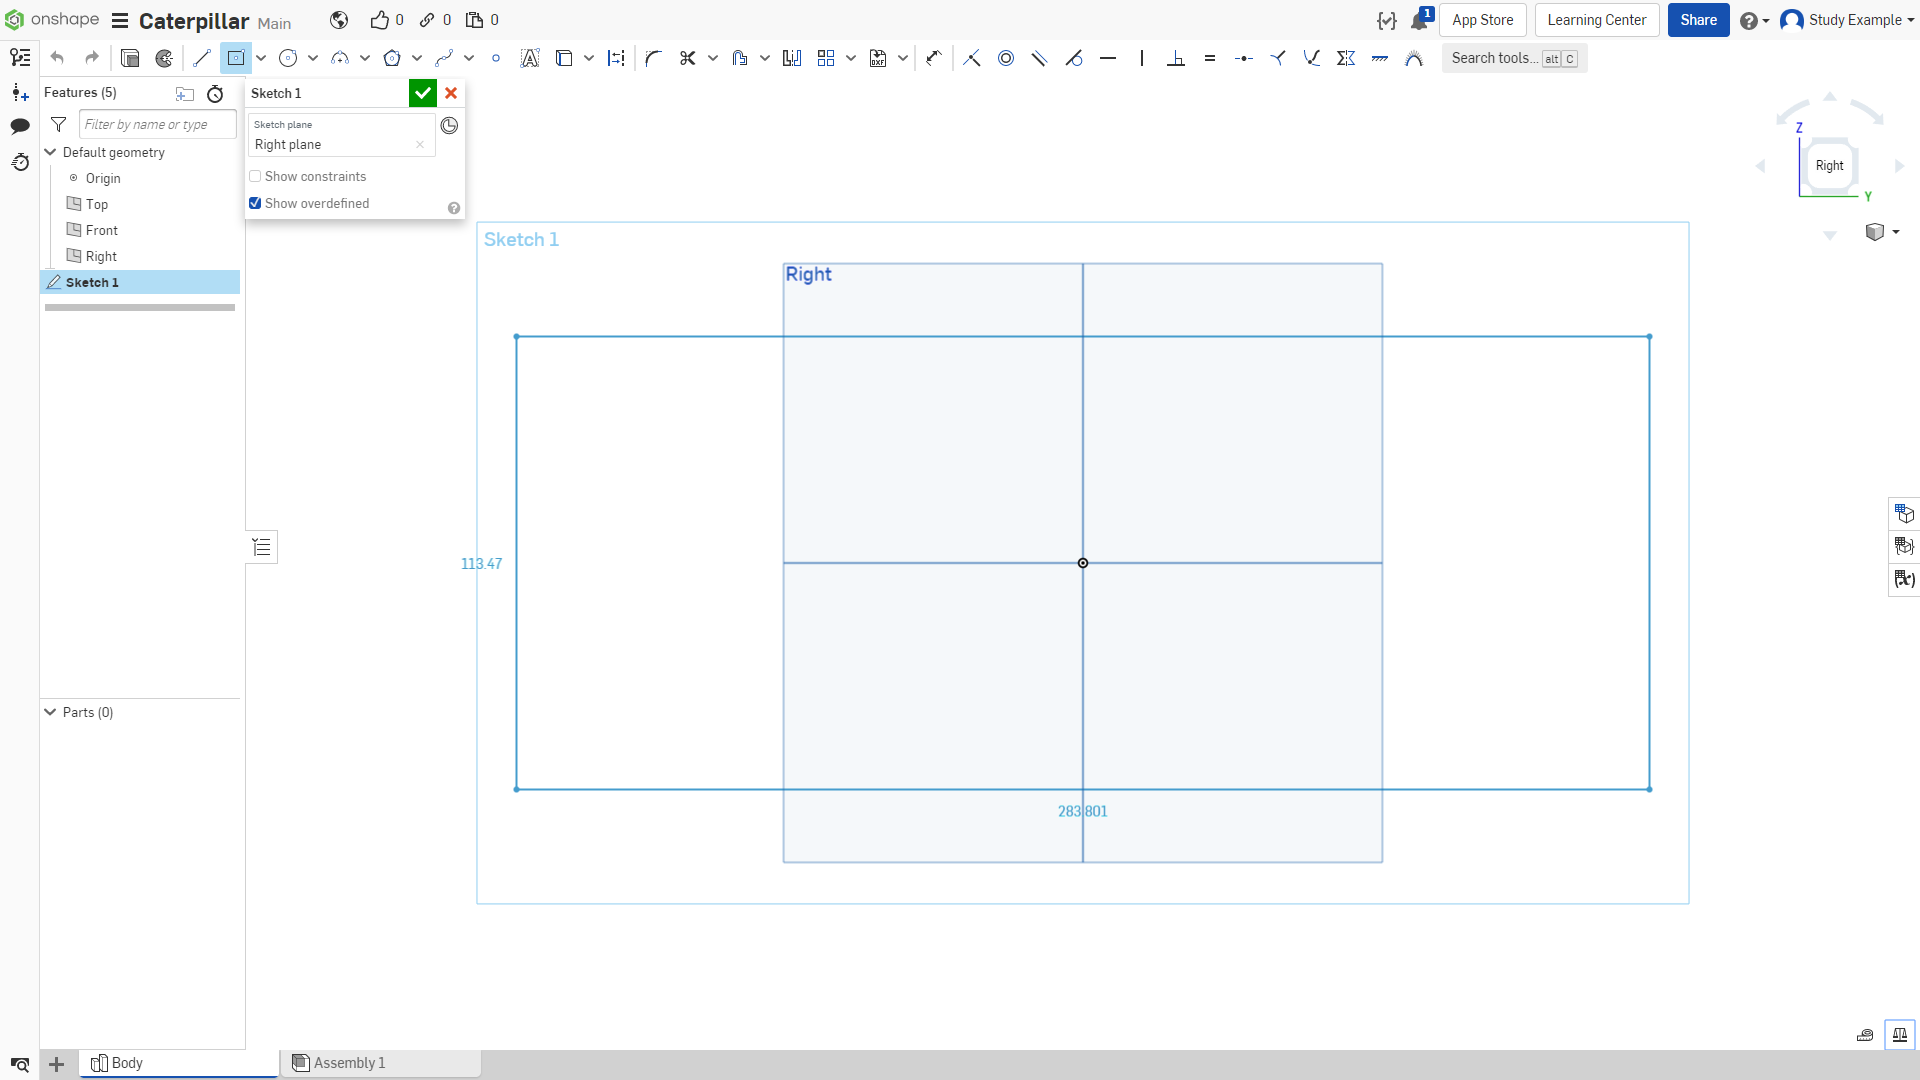 onshape Caterpillar Main 0 0 0 1 App Store Learning Center Share Study Example
Search tools... alt C
Features (5)
Filter by name or type
Default geometry
Origin
Top
Front
Right
Sketch 1
Parts (0)
Sketch 1
Sketch plane
Right plane
Show constraints
Show overdefined
Sketch 1
Right
113.47
283.801
Z
Right
Y
Body
Assembly 1